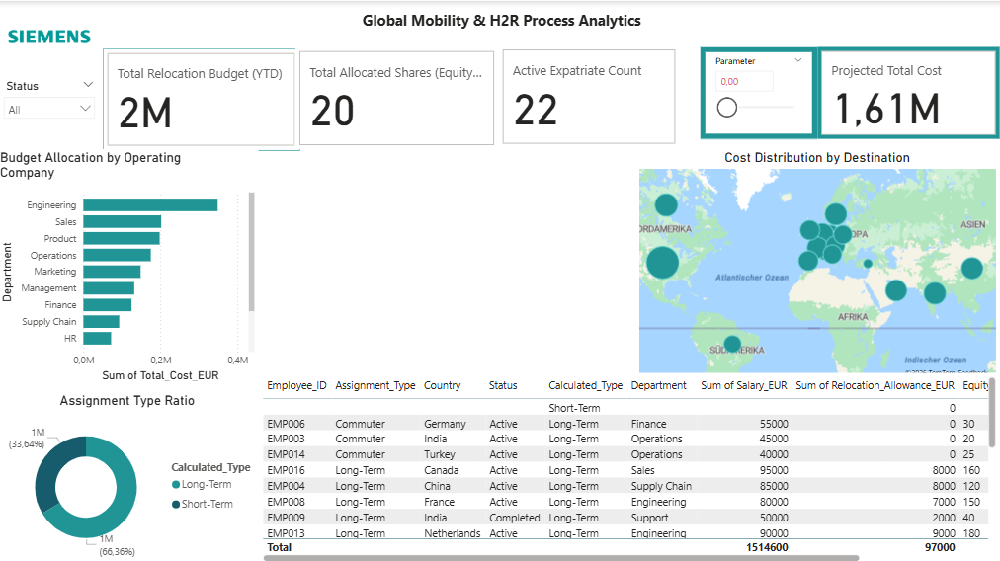 Global Mobility & H2R Process Analytics
SIEMENS
Status
All
Total Relocation Budget (YTD)
2M
Total Allocated Shares (Equity...
20
Active Expatriate Count
22
Parameter
0,00
Projected Total Cost
1,61M
Budget Allocation by Operating
Company
Department
Engineering
Sales
Product
Operations
Marketing
Management
Finance
Supply Chain
HR
0,0M 0,2M 0,4M
Sum of Total_Cost_EUR
Cost Distribution by Destination
ORDAMERIKA
OPA
ASIEN
Atlantischer Ozean
AFRIKA
SÜDAMERIKA
Indischer Ozean
Assignment Type Ratio
1M
(33,64%)
1M
(66,36%)
Calculated_Type
Long-Term
Short-Term
Employee_ID Assignment_Type Country Status Calculated_Type Department Sum of Salary_EUR Sum of Relocation_Allowance_EUR Equity
Short-Term 0
EMP006 Commuter Germany Active Long-Term Finance 55000 0 30
EMP003 Commuter India Active Long-Term Operations 45000 0 20
EMP014 Commuter Turkey Active Long-Term Operations 40000 0 25
EMP016 Long-Term Canada Active Long-Term Sales 95000 8000 160
EMP004 Long-Term China Active Long-Term Supply Chain 85000 8000 120
EMP008 Long-Term France Active Long-Term Engineering 80000 7000 150
EMP009 Long-Term India Completed Long-Term Support 50000 2000 40
EMP013 Long-Term Netherlands Active Long-Term Engineering 90000 9000 180
Total 1514600 97000